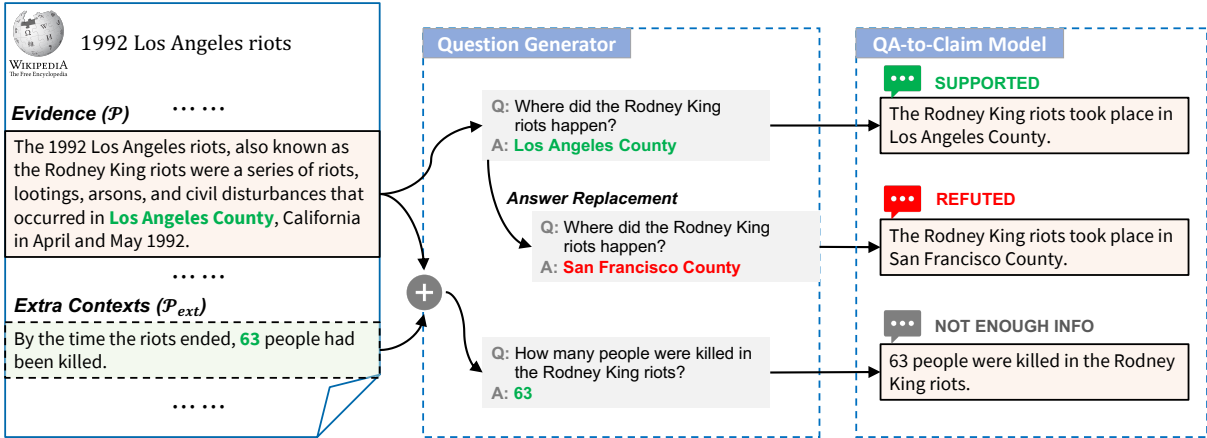 WIKIPEDIA
The Free Encyclopedia
1992 Los Angeles riots
... ...
Evidence (𝒫)
The 1992 Los Angeles riots, also known as
the Rodney King riots were a series of riots,
lootings, arsons, and civil disturbances that
occurred in Los Angeles County, California
in April and May 1992.
... ...
Extra Contexts (𝒫ext)
By the time the riots ended, 63 people had
been killed.
... ...
+
Question Generator
Q: Where did the Rodney King
riots happen?
A: Los Angeles County
Answer Replacement
Q: Where did the Rodney King
riots happen?
A: San Francisco County
Q: How many people were killed in
the Rodney King riots?
A: 63
QA-to-Claim Model
SUPPORTED
The Rodney King riots took place in
Los Angeles County.
REFUTED
The Rodney King riots took place in
San Francisco County.
NOT ENOUGH INFO
63 people were killed in the Rodney
King riots.